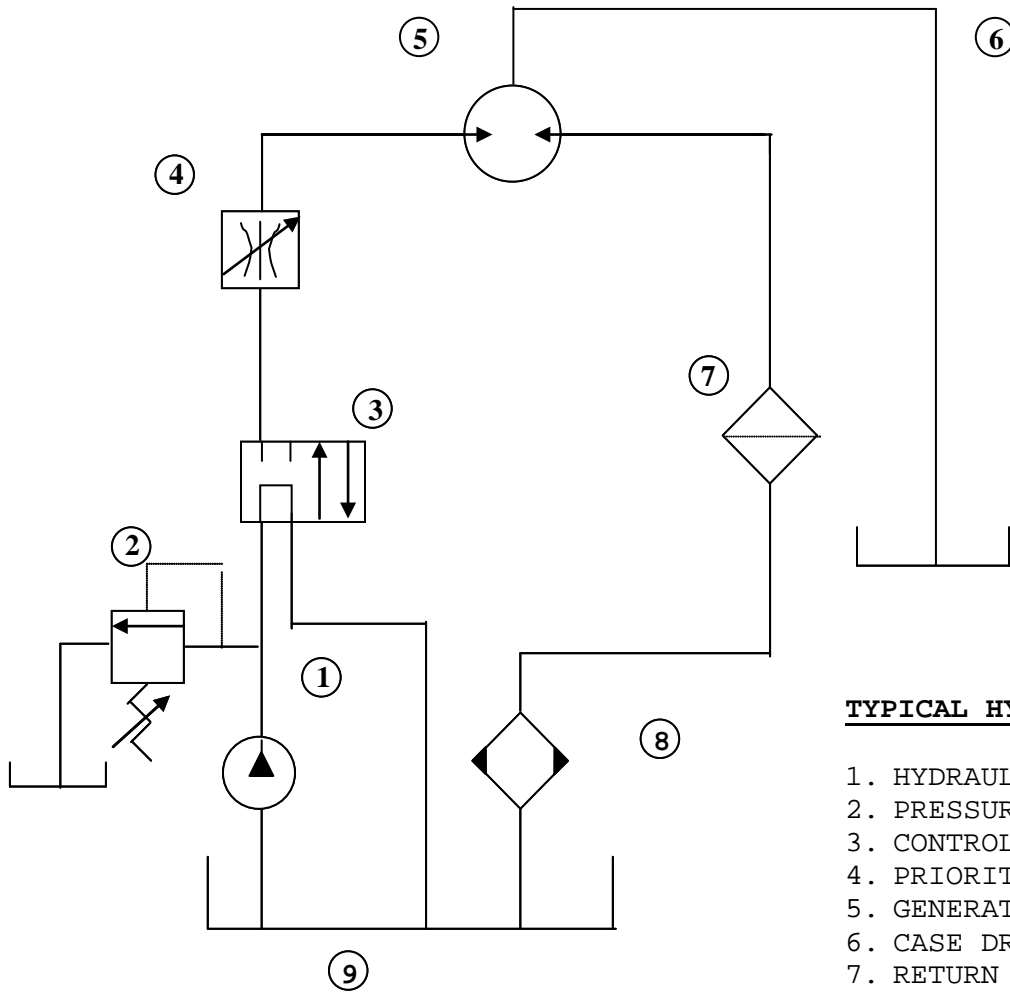 5
6
4
7
3
2
1
8
TYPICAL HY
1. HYDRAUL
2. PRESSUR
3. CONTROL
4. PRIORIT
5. GENERAT
6. CASE DR
7. RETURN
9